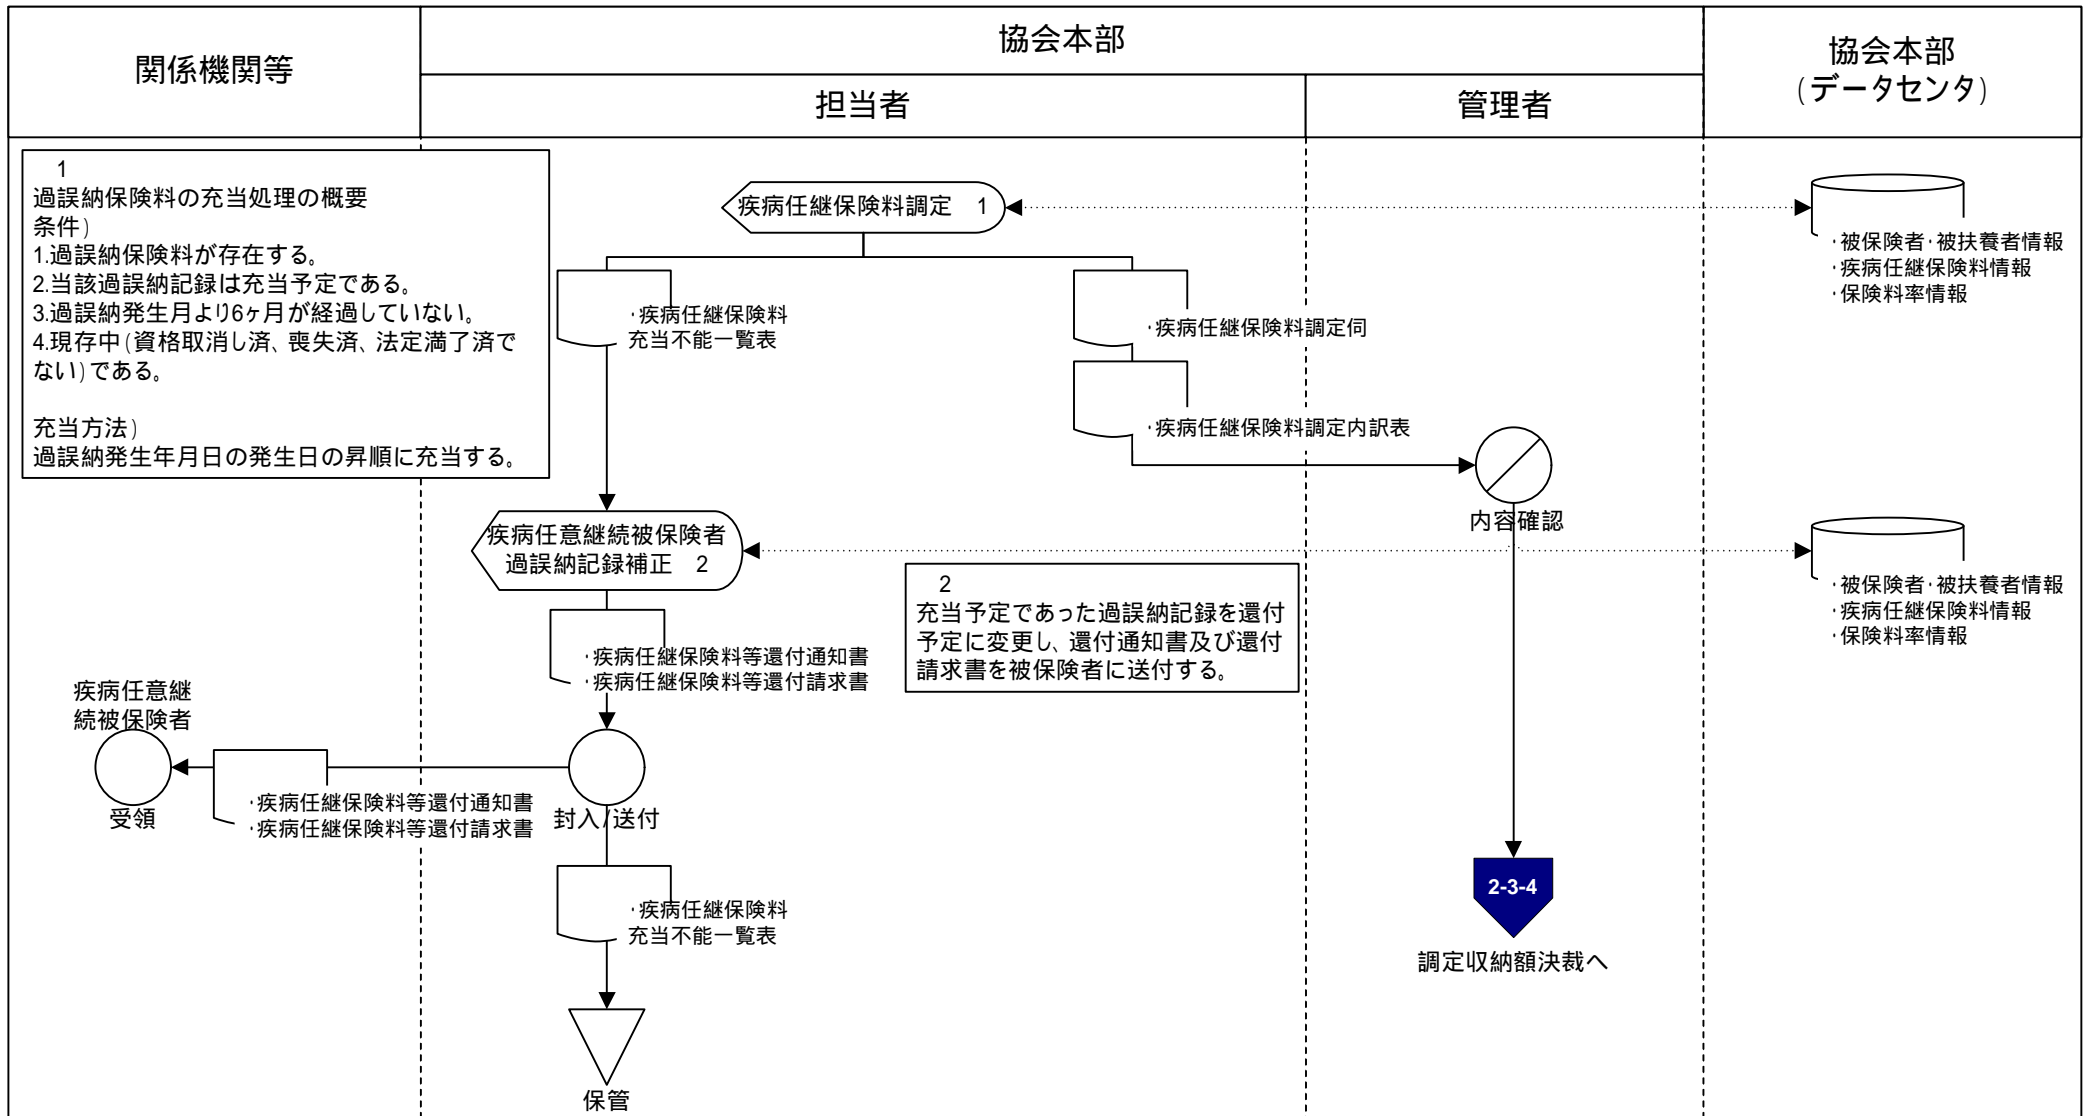 関係機関等
協会本部
協会本部
(データセンタ)
担当者
管理者
1
過誤納保険料の充当処理の概要
条件)
1.過誤納保険料が存在する。
2.当該過誤納記録は充当予定である。
3.過誤納発生月より6ヶ月が経過していない。
4.現存中(資格取消し済、喪失済、法定満了済で
ない)である。
充当方法)
過誤納発生年月日の発生日の昇順に充当する。
疾病任継保険料調定 1
・被保険者・被扶養者情報
・疾病任継保険料情報
・保険料率情報
・疾病任継保険料
充当不能一覧表
・疾病任継保険料調定伺
・疾病任継保険料調定内訳表
内容確認
疾病任意継続被保険者
過誤納記録補正 2
・被保険者・被扶養者情報
・疾病任継保険料情報
・保険料率情報
2
充当予定であった過誤納記録を還付
予定に変更し、還付通知書及び還付
請求書を被保険者に送付する。
・疾病任継保険料等還付通知書
・疾病任継保険料等還付請求書
疾病任意継
続被保険者
受領
・疾病任継保険料等還付通知書
・疾病任継保険料等還付請求書
封入/送付
・疾病任継保険料
充当不能一覧表
2-3-4
調定収納額決裁へ
保管